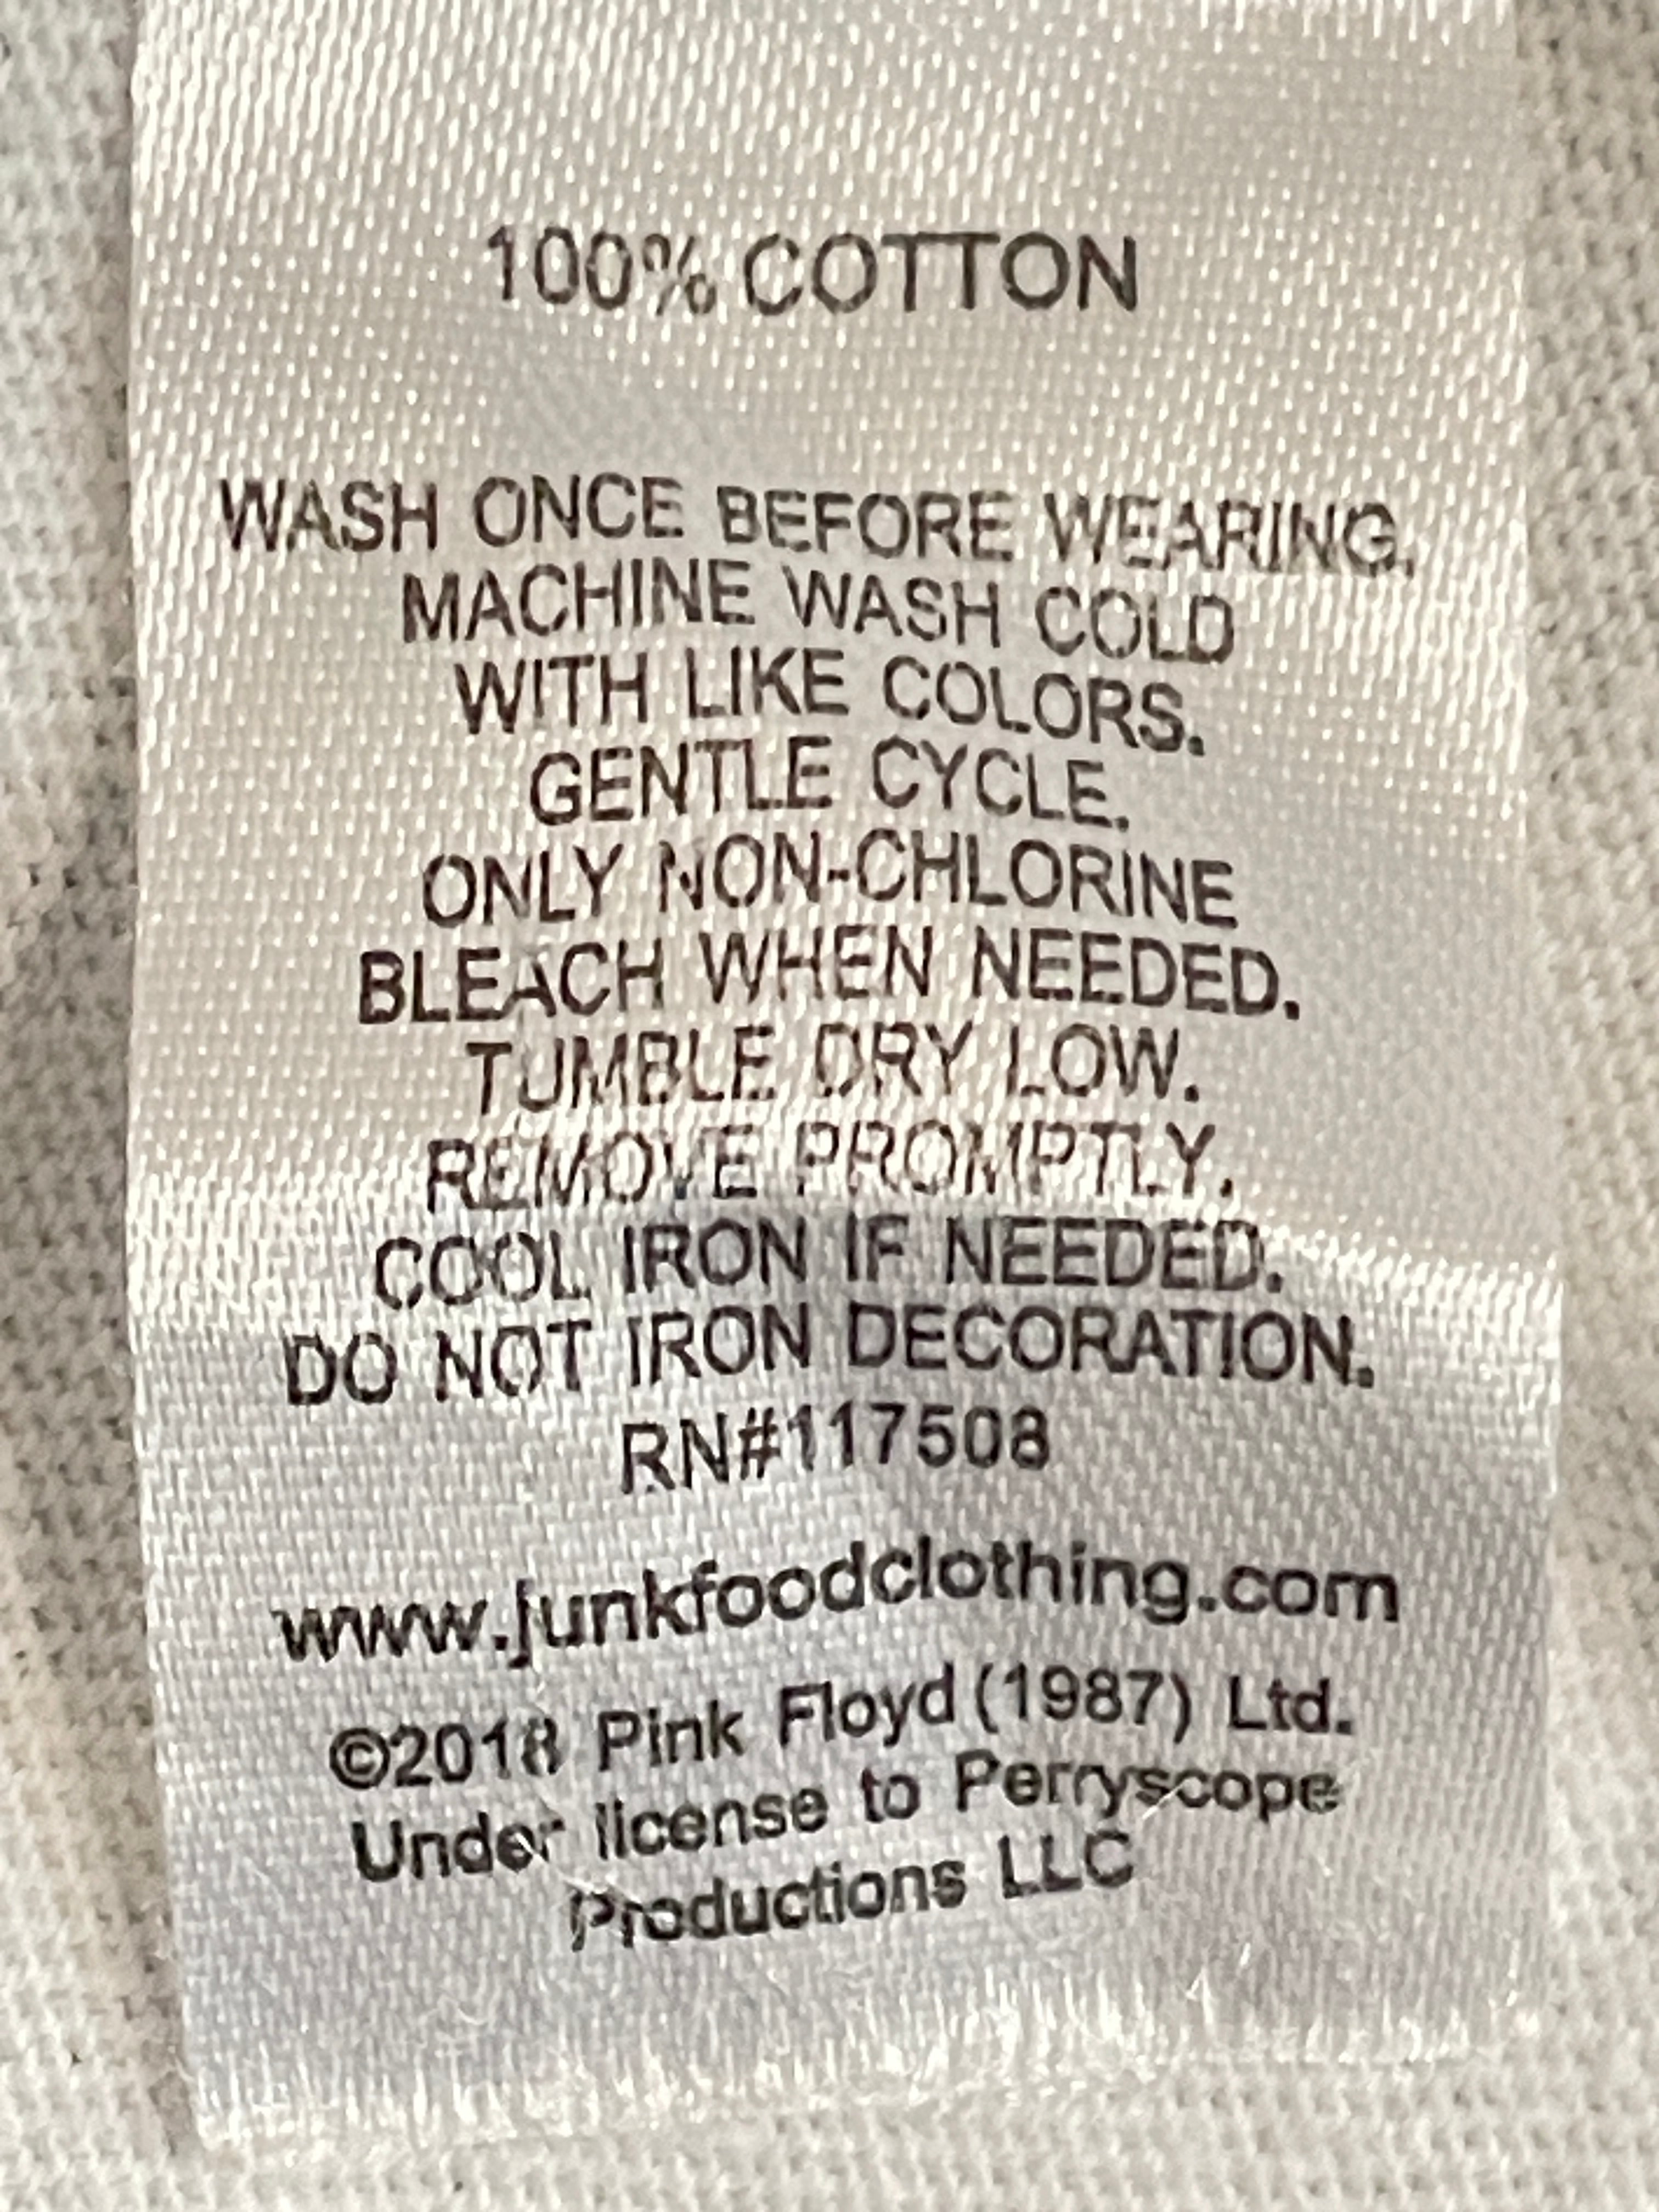 100% COTTON
WASH ONCE BEFORE WEARING.
MACHINE WASH COLD
WITH LIKE COLORS.
GENTLE CYCLE.
ONLY NON-CHLORINE
BLEACH WHEN NEEDED.
TUMBLE DRY LOW.
REMOVE PROMPTLY.
COOL IRON IF NEEDED.
DO NOT IRON DECORATION.
RN#117508
www.junkfoodclothing.com
©2018 Pink Floyd (1987) Ltd.
Under license to Perryscope
Productions LLC